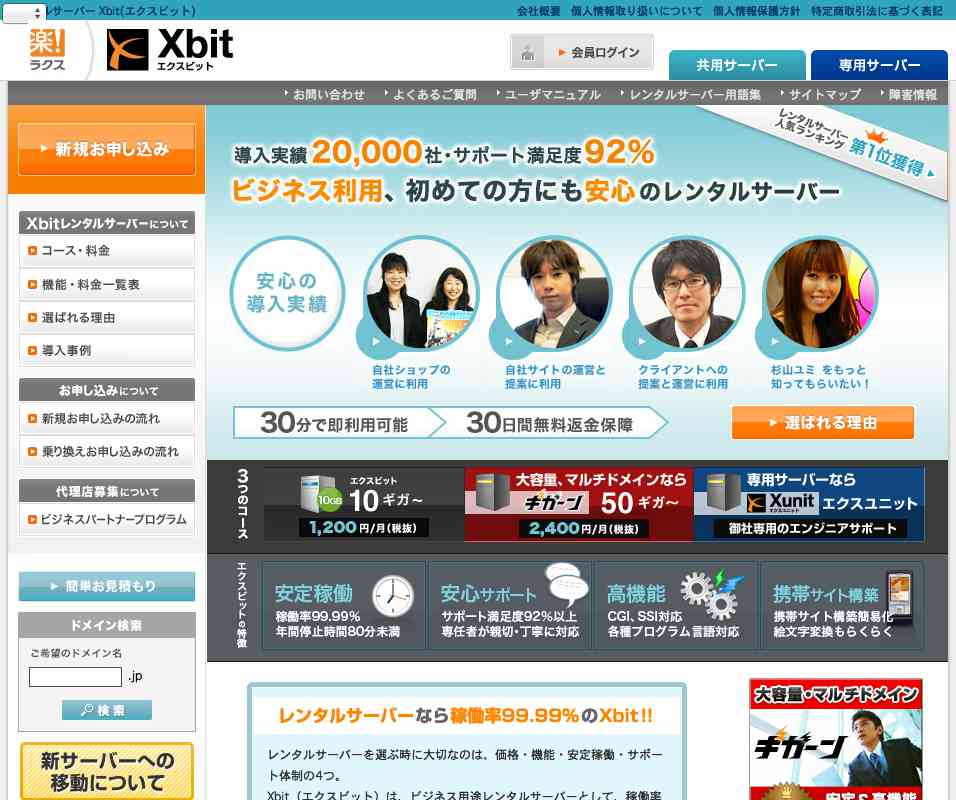 ルサーバー Xbit(エクスビット)
会社概要 個人情報取り扱いについて 個人情報保護方針 特定商取引法に基づく表記
楽!
ラクス
Xbit
エクスビット
会員ログイン
共用サーバー
専用サーバー
お問い合わせ
よくあるご質問
ユーザマニュアル
レンタルサーバー用語集
サイトマップ
障害情報
新規お申し込み
Xbitレンタルサーバーについて
コース・料金
機能・料金一覧表
選ばれる理由
導入事例
お申し込みについて
新規お申し込みの流れ
乗り換えお申し込みの流れ
代理店募集について
ビジネスパートナープログラム
簡単お見積もり
ドメイン検索
ご希望のドメイン名
.jp
検索
新サーバーへの
移動について
導入実績20,000社・サポート満足度92%
ビジネス利用、初めての方にも安心のレンタルサーバー
レンタルサーバー
人気ランキング
第1位獲得
安心の
導入実績
自社ショップの
運営に利用
自社サイトの運営と
提案に利用
クライアントへの
提案と運営に利用
杉山ユミ をもっと
知ってもらいたい!
30分で即利用可能
30日間無料返金保障
選ばれる理由
3つのコース
10GB
エクスビット
10ギガ~
1,200円/月(税抜)
大容量、マルチドメインなら
ギガーン
50ギガ~
2,400円/月(税抜)
専用サーバーなら
Xunit
エクスユニット
エクスユニット
御社専用のエンジニアサポート
エクスビットの特徴
安定稼働
稼働率99.99%
年間停止時間80分未満
安心サポート
サポート満足度92%以上
専任者が親切・丁寧に対応
高機能
CGI, SSI対応
各種プログラム言語対応
携帯サイト構築
携帯サイト構築簡易化
絵文字変換もらくらく
レンタルサーバーなら稼働率99.99%のXbit!!
レンタルサーバーを選ぶ時に大切なのは、価格・機能・安定稼働・サポー
ト体制の4つ。
Xbit（エクスビット）は、ビジネス用途レンタルサーバーとして、稼働率
大容量・マルチドメイン
ギガーン
安定&高機能